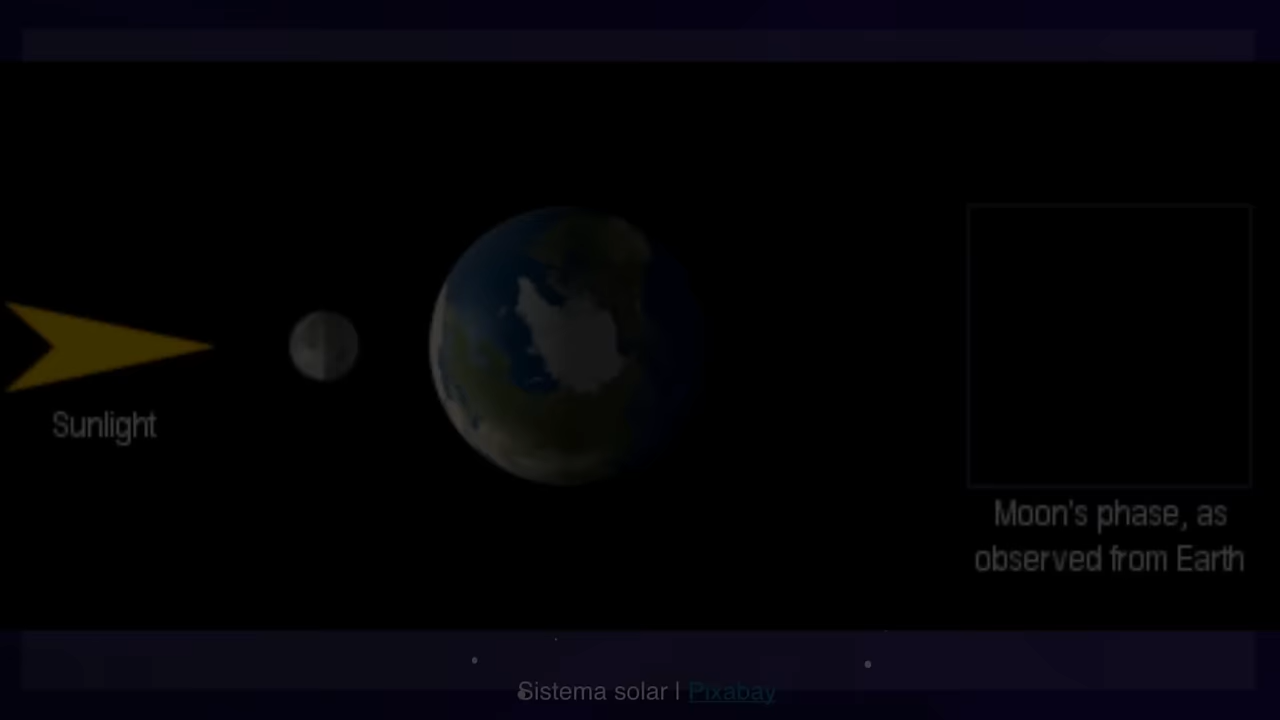 Sunlight
Moon's phase, as
observed from Earth
Sistema solar | Pixabay